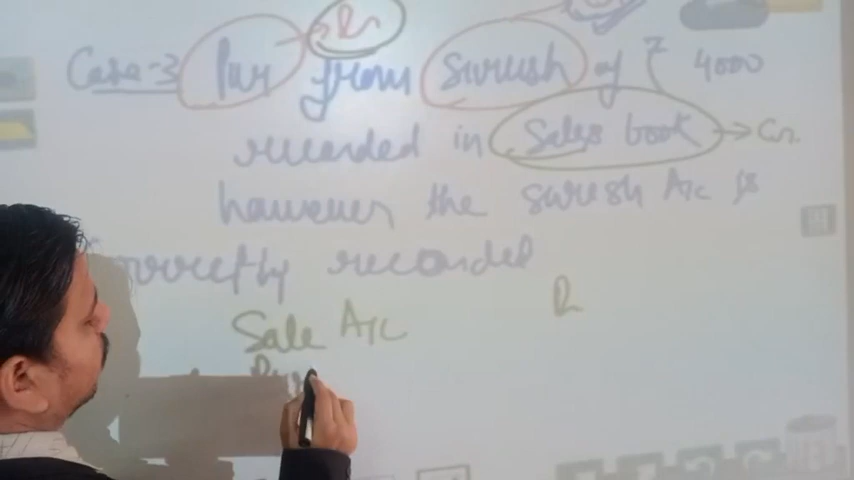 Case-3 Pur → Dr from Suresh of ₹ 4000
recorded in Sales book → Cr.
however the suresh A/c is
correctly recorded
Sale A/c Dr
Pur